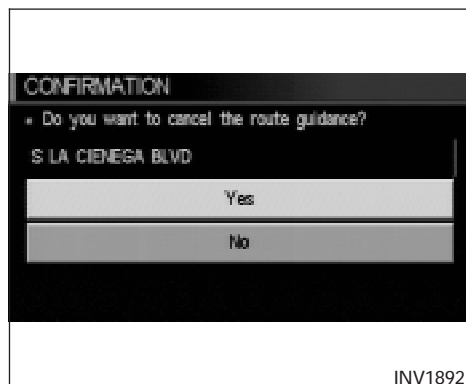 CONFIRMATION
Do you want to cancel the route guidance?
S LA CIENEGA BLVD
Yes
No
INV1892